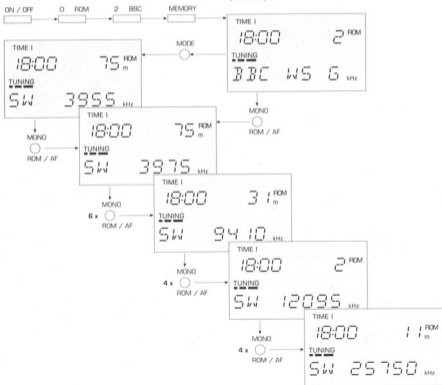 ON / OFF 0 ROM 2 BBC MEMORY
TIME I
18:00 2 ROM
TUNING
BBC WS G kHz
MODE
TIME I
18:00 75 ROM m
TUNING
SW 3955 kHz
MONO
ROM / AF
MONO
ROM / AF
TIME I
18:00 75 ROM m
TUNING
SW 3975 kHz
MONO
6 x
ROM / AF
TIME I
18:00 31 ROM m
TUNING
SW 9410 kHz
MONO
4 x
ROM / AF
TIME I
18:00 2 ROM
TUNING
SW 12095 kHz
MONO
4 x
ROM / AF
TIME I
18:00 11 ROM m
TUNING
SW 25750 kHz